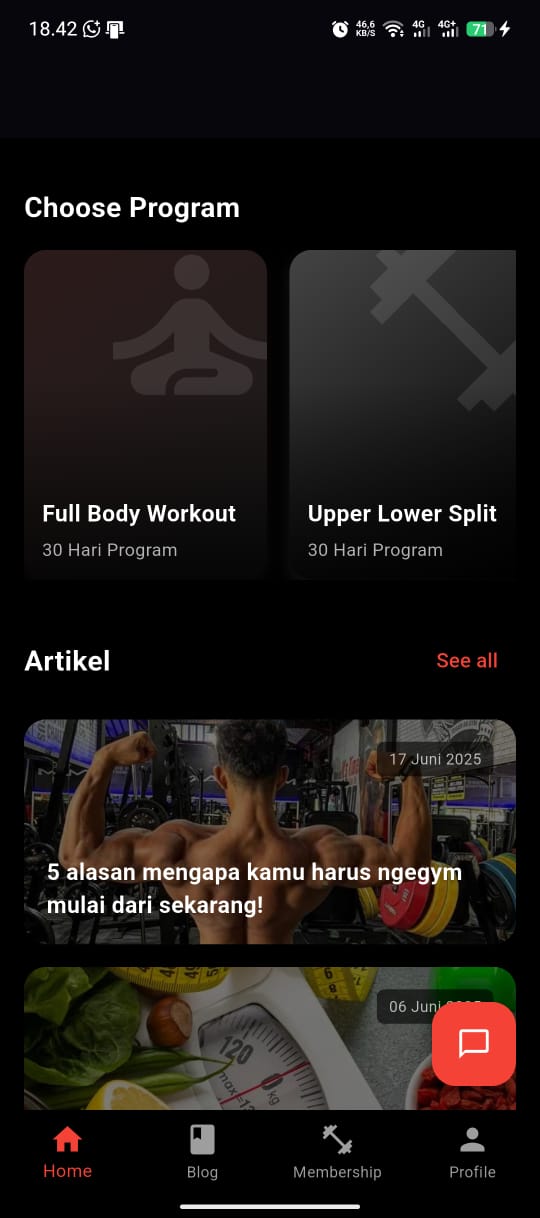 18.42
46,6
KB/S
4G
4G+
71
Choose Program
Full Body Workout
30 Hari Program
Upper Lower Split
30 Hari Program
Artikel
See all
17 Juni 2025
5 alasan mengapa kamu harus ngegym
mulai dari sekarang!
06 Juni 2025
120
kg
Home
Blog
Membership
Profile